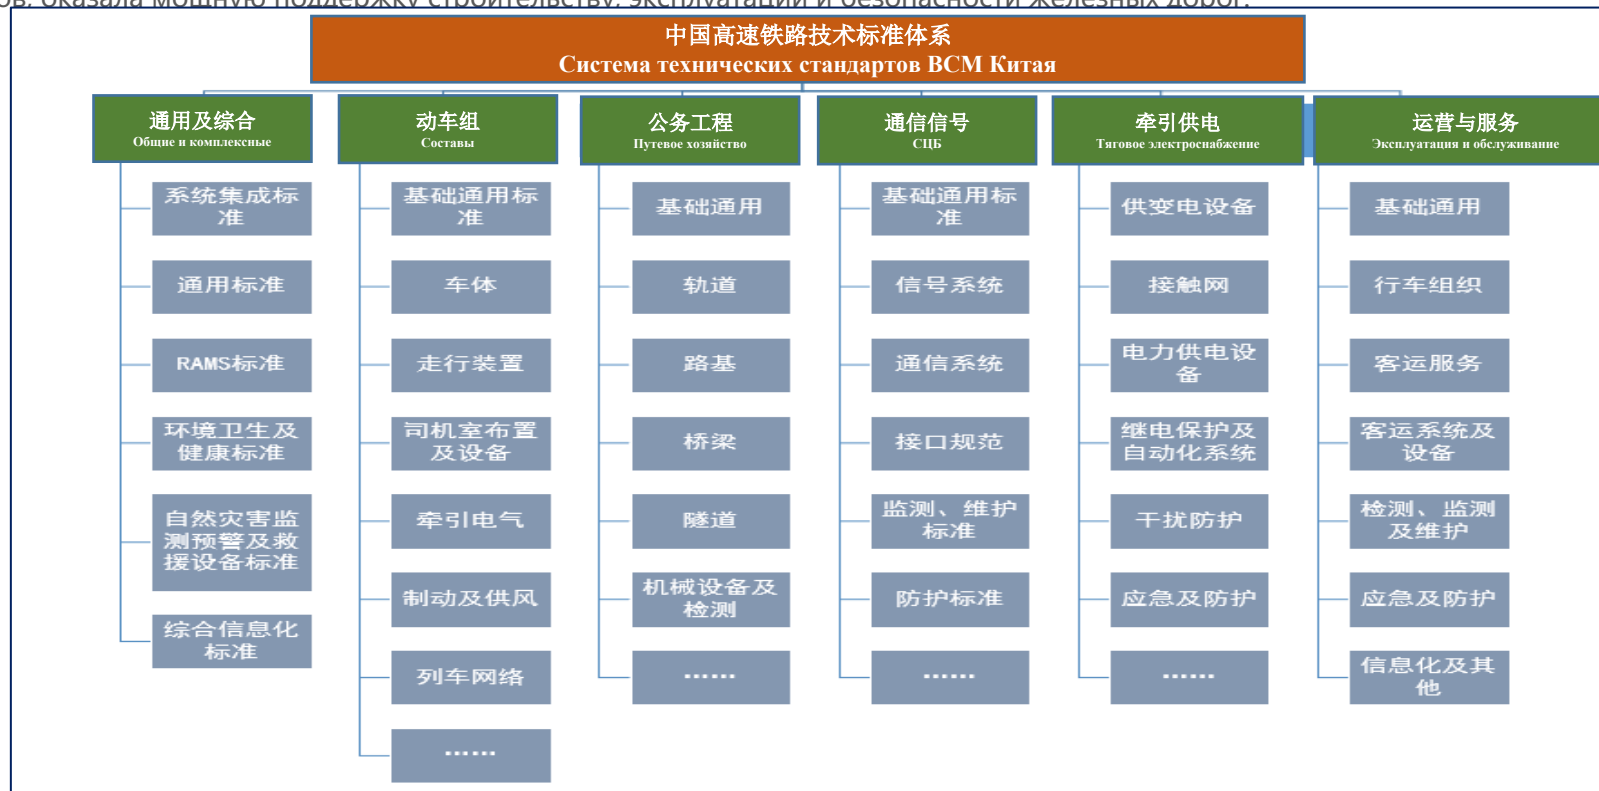 ов, оказала мощную поддержку строительству, эксплуатации и безопасности железных дорог.
中国高速铁路技术标准体系
Система технических стандартов ВСМ Китая
通用及综合
Общие и комплексные
系统集成标
准
通用标准
RAMS标准
环境卫生及
健康标准
自然灾害监
测预警及救
援设备标准
综合信息化
标准
动车组
Составы
基础通用标
准
车体
走行装置
司机室布置
及设备
牵引电气
制动及供风
列车网络
······
公务工程
Путевое хозяйство
基础通用
轨道
路基
桥梁
隧道
机械设备及
检测
······
通信信号
СЦБ
基础通用标
准
信号系统
通信系统
接口规范
监测、维护
标准
防护标准
······
牵引供电
Тяговое электроснабжение
供变电设备
接触网
电力供电设
备
继电保护及
自动化系统
干扰防护
应急及防护
······
运营与服务
Эксплуатация и обслуживание
基础通用
行车组织
客运服务
客运系统及
设备
检测、监测
及维护
应急及防护
信息化及其
他